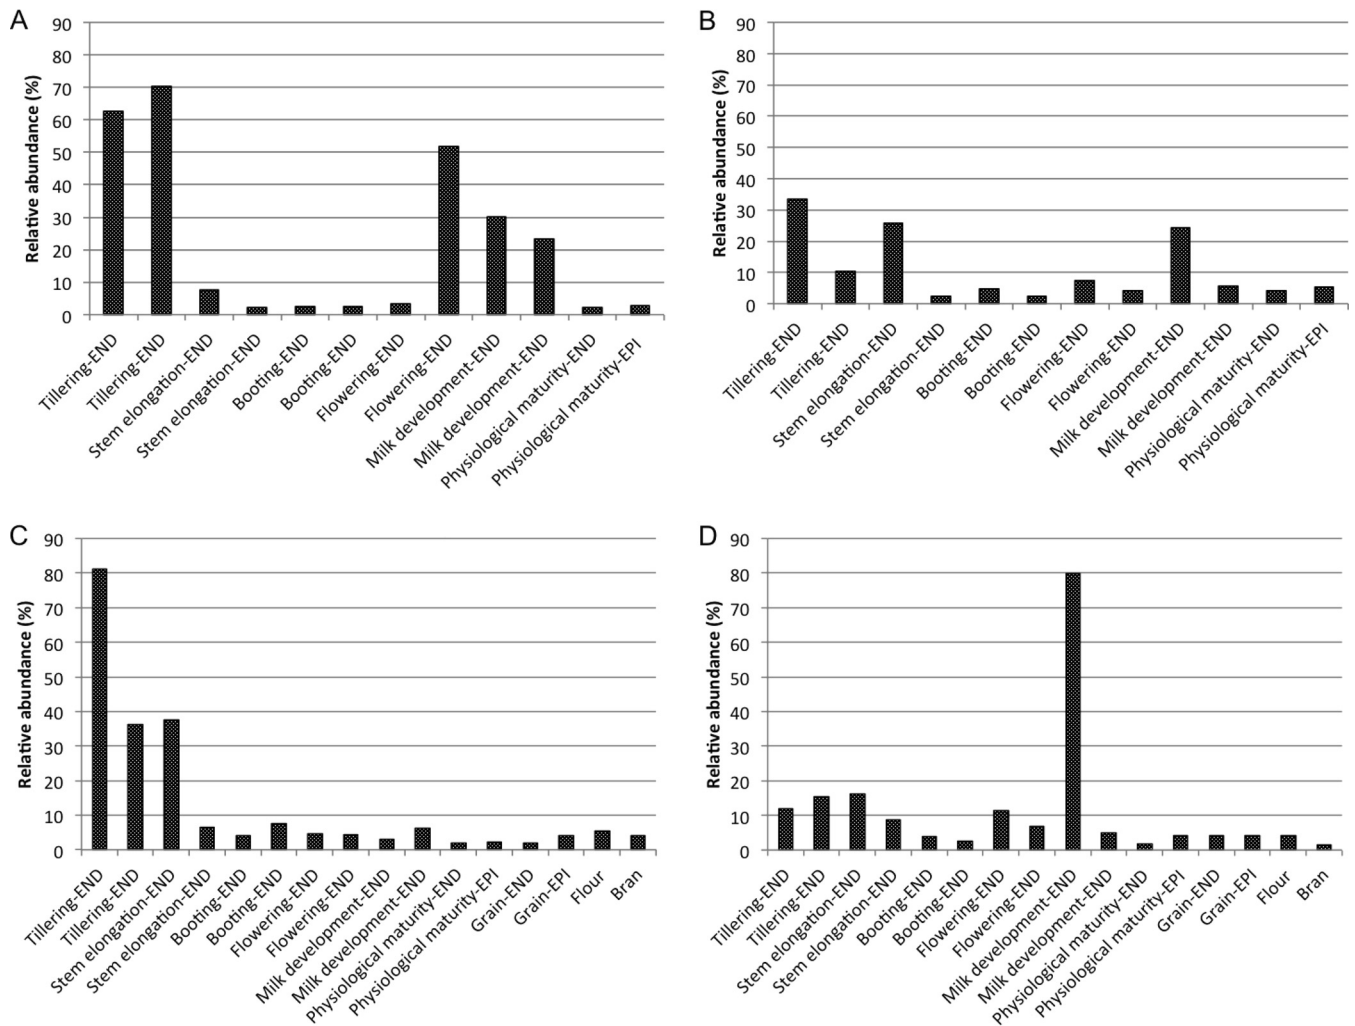 A
90
80
70
60
50
40
30
20
10
0
Relative abundance (%)
Tillering-END
Tillering-END
Stem elongation-END
Stem elongation-END
Booting-END
Booting-END
Flowering-END
Flowering-END
Milk development-END
Milk development-END
Physiological maturity-END
Physiological maturity-EPI
B
90
80
70
60
50
40
30
20
10
0
Relative abundance (%)
Tillering-END
Tillering-END
Stem elongation-END
Stem elongation-END
Booting-END
Booting-END
Flowering-END
Flowering-END
Milk development-END
Milk development-END
Physiological maturity-END
Physiological maturity-EPI
C
90
80
70
60
50
40
30
20
10
0
Relative abundance (%)
Tillering-END
Tillering-END
Stem elongation-END
Stem elongation-END
Booting-END
Booting-END
Flowering-END
Flowering-END
Milk development-END
Milk development-END
Physiological maturity-END
Physiological maturity-EPI
Grain-END
Grain-EPI
Flour
Bran
D
90
80
70
60
50
40
30
20
10
0
Relative abundance (%)
Tillering-END
Tillering-END
Stem elongation-END
Stem elongation-END
Booting-END
Booting-END
Flowering-END
Flowering-END
Milk development-END
Milk development-END
Physiological maturity-END
Physiological maturity-EPI
Grain-END
Grain-EPI
Flour
Bran